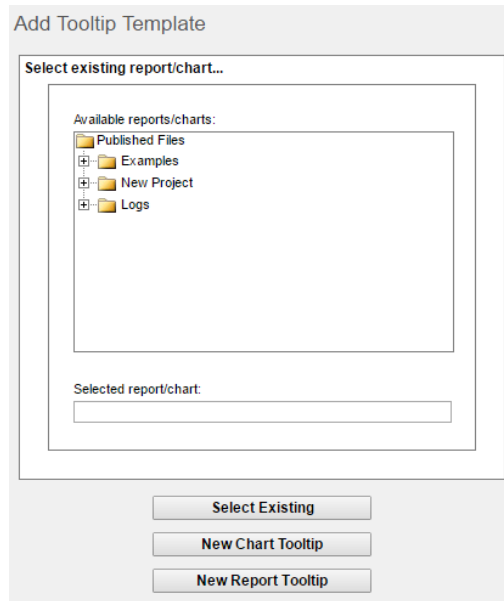 Add Tooltip Template
Select existing report/chart...
Available reports/charts:
Published Files
Examples
New Project
Logs
Selected report/chart:
Select Existing
New Chart Tooltip
New Report Tooltip